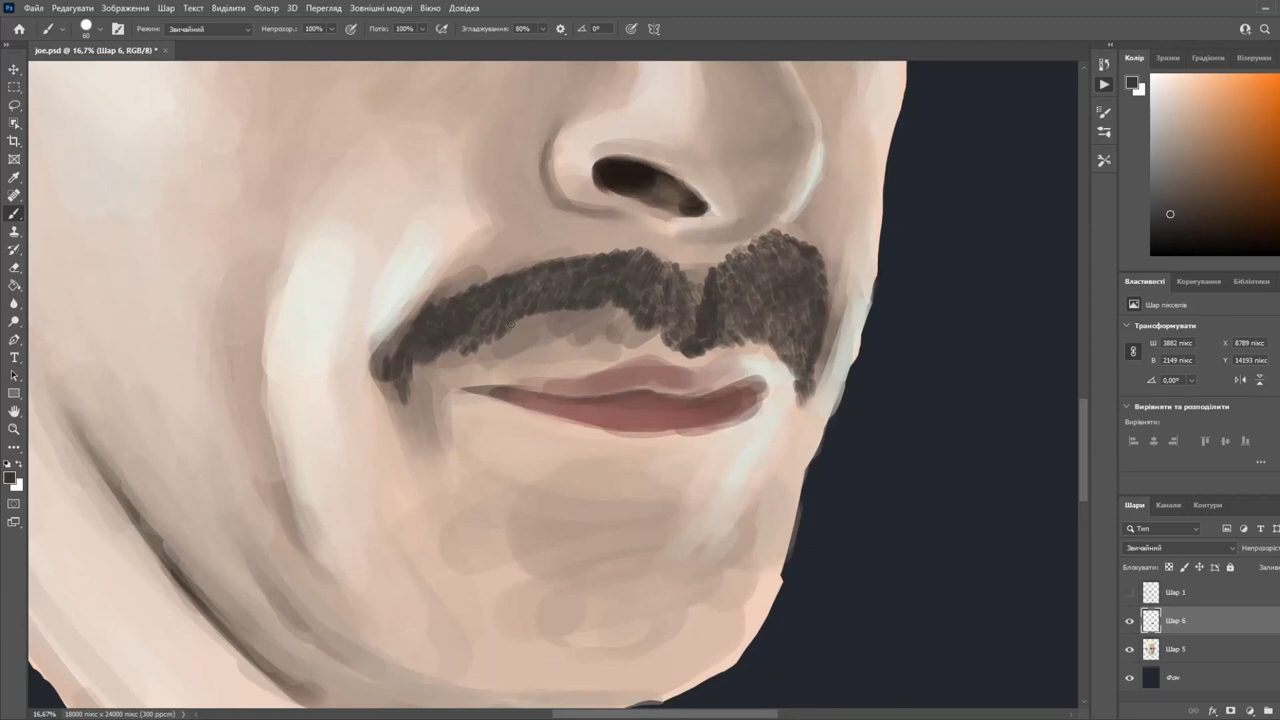 Файл Редагувати Зображення Шар Текст Виділити Фільтр 3D Перегляд Зовнішні модулі Вікно Довідка
60 Режим: Звичайний Непрозор.: 100% Потік: 100% Згладжування: 80% 0°
joe.psd @ 16,7% (Шар 6, RGB/8) *
Колір Зразки Градієнти Візерунки
Властивості Коригування Бібліотеки
Шар пікселів
Трансформувати
Ш 3882 пікс X 8789 пікс
В 2149 пікс Y 14193 пікс
0,00°
Вирівняти та розподілити
Вирівняти:
Шари Канали Контури
Тип
Звичайний Непрозоріс
Блокувати: Залив
Шар 1
Шар 6
Шар 5
Фон
16,67% 18000 пікс x 24000 пікс (300 ppcm)